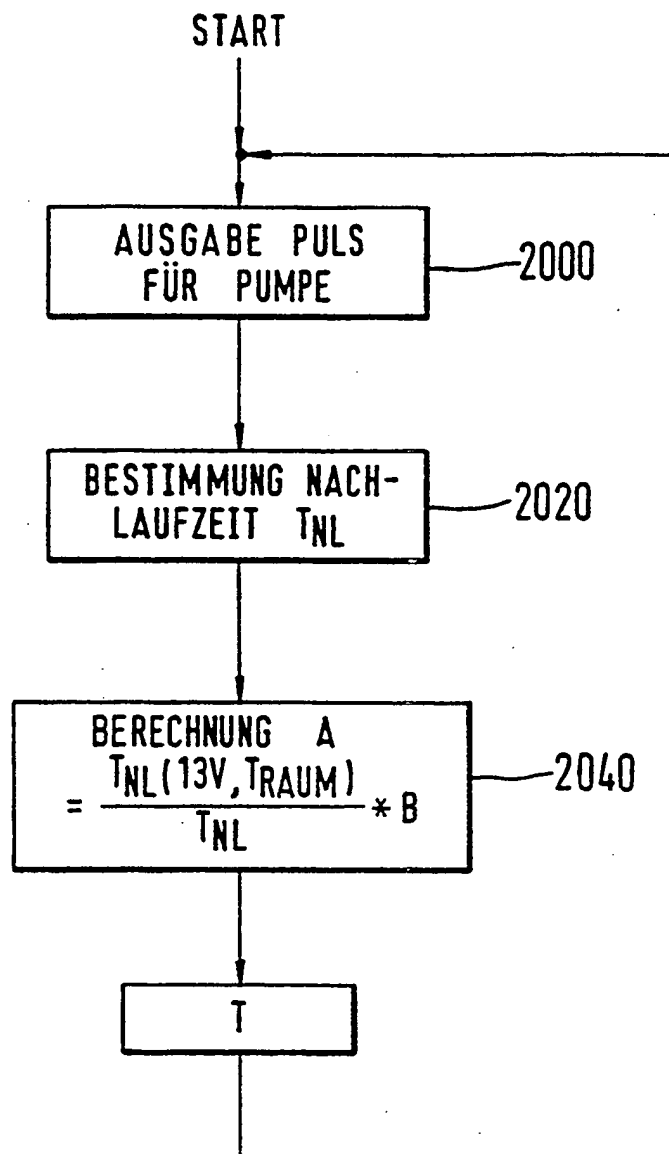 START
AUSGABE PULS
FÜR PUMPE
2000
BESTIMMUNG NACH-
LAUFZEIT TNL
2020
BERECHNUNG A
= TNL(13V, TRAUM) / TNL * B
2040
T